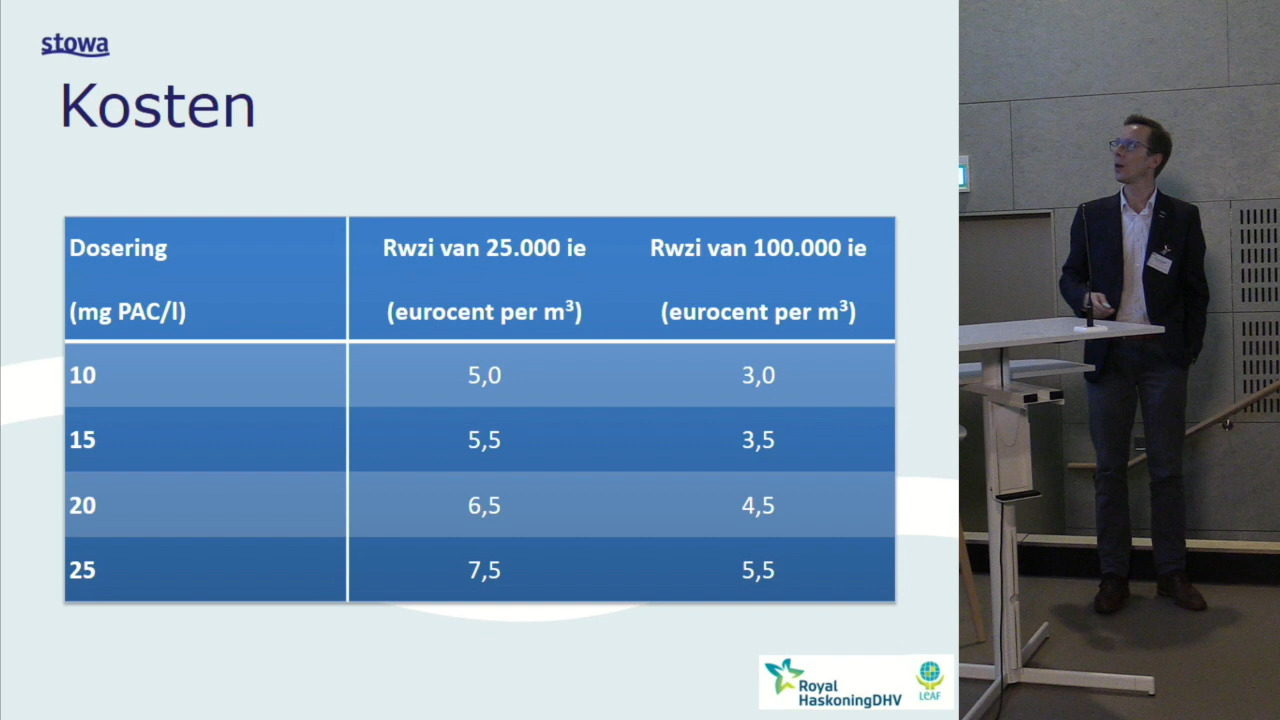 stowa
Kosten
Dosering
(mg PAC/l)
Rwzi van 25.000 ie
(eurocent per m³)
Rwzi van 100.000 ie
(eurocent per m³)
10 5,0 3,0
15 5,5 3,5
20 6,5 4,5
25 7,5 5,5
Royal
HaskoningDHV
LeAF